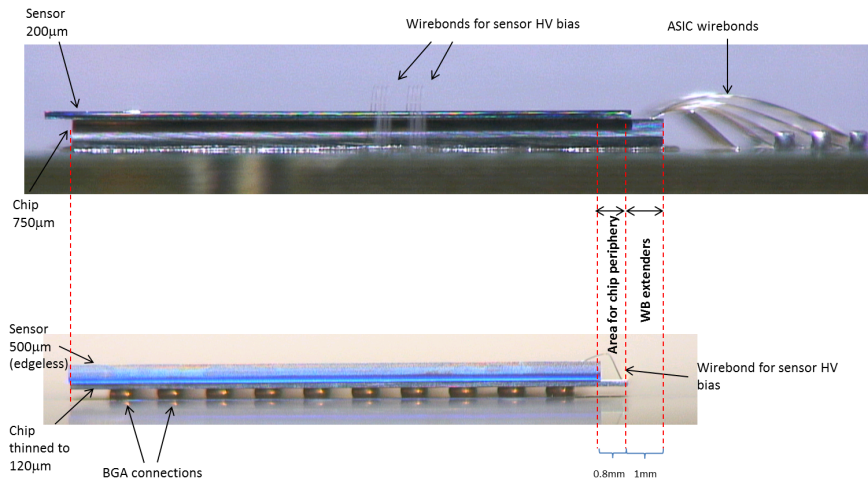 Sensor
200μm
Wirebonds for sensor HV bias
ASIC wirebonds
Chip
750μm
Area for chip periphery
WB extenders
Sensor
500μm
(edgeless)
Wirebond for sensor HV
bias
Chip
thinned to
120μm
BGA connections
0.8mm
1mm